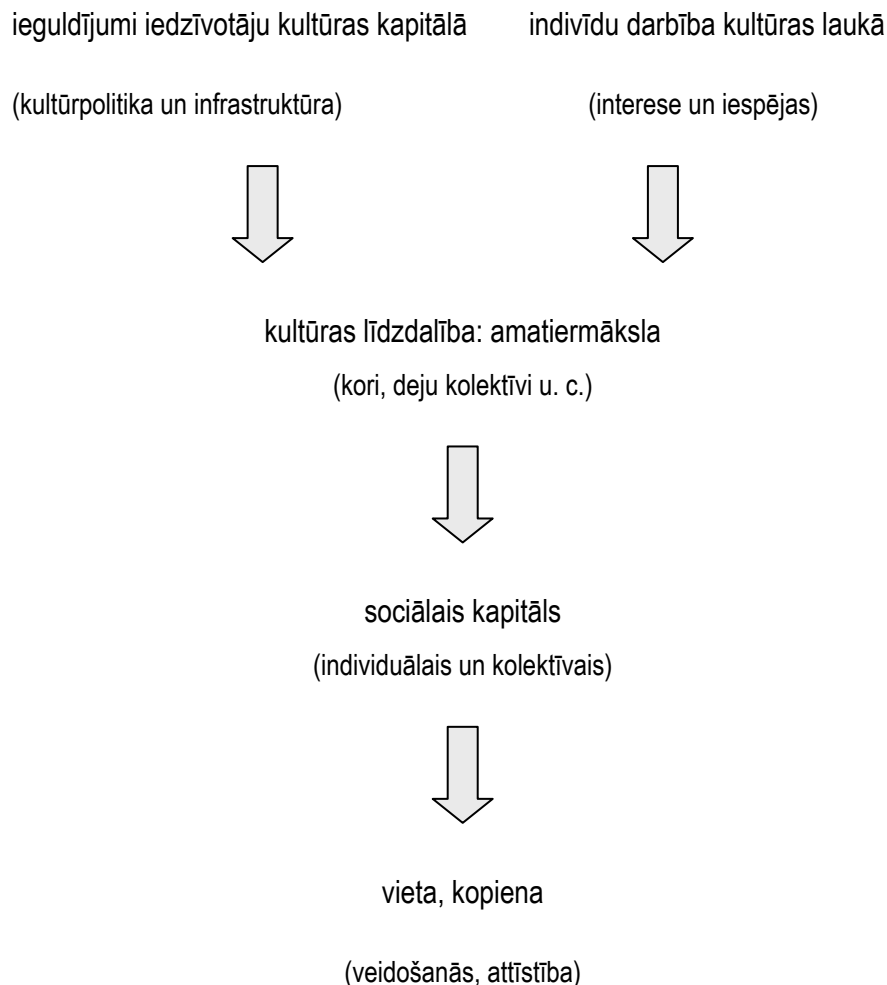 ieguldījumi iedzīvotāju kultūras kapitālā
(kultūrpolitika un infrastruktūra)
indivīdu darbība kultūras laukā
(interese un iespējas)
kultūras līdzdalība: amatiermāksla
(kori, deju kolektīvi u. c.)
sociālais kapitāls
(individuālais un kolektīvais)
vieta, kopiena
(veidošanās, attīstība)